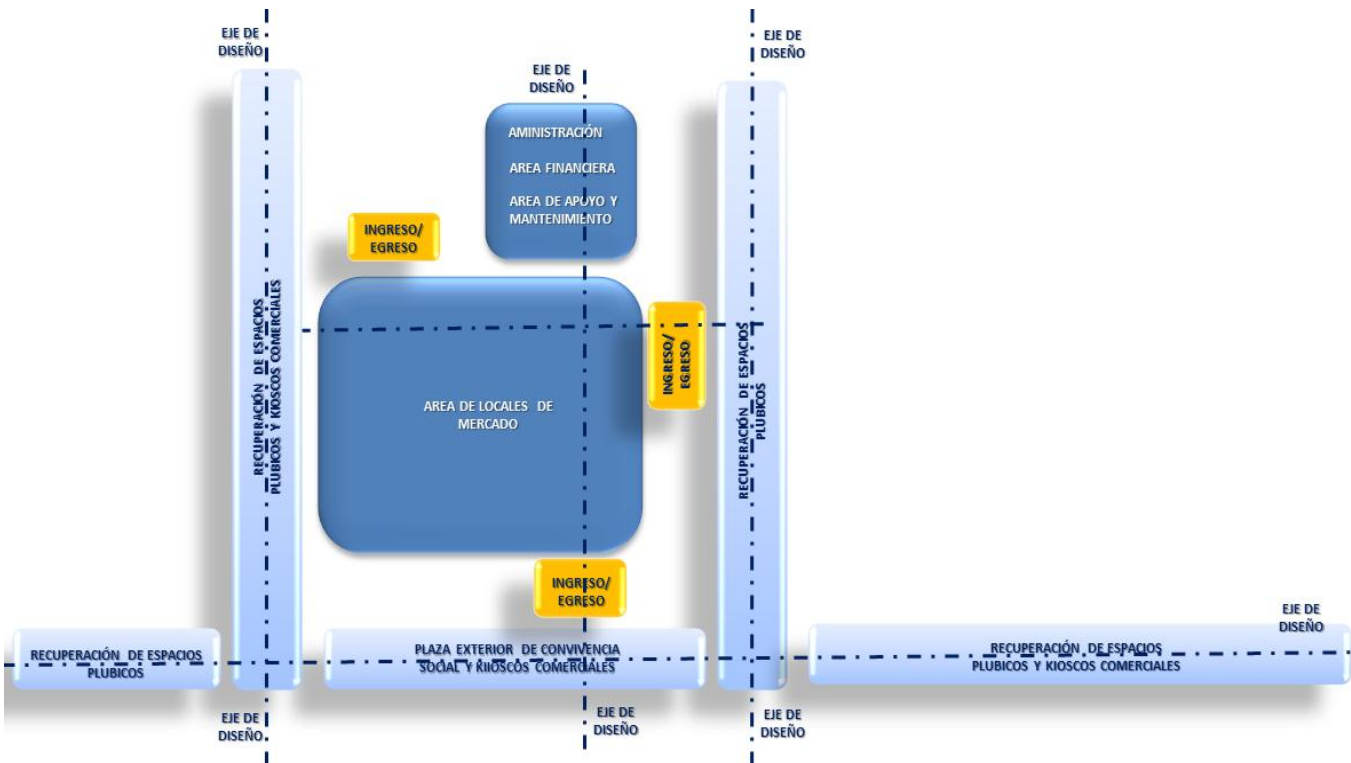 EJE DE
DISEÑO
EJE DE
DISEÑO
EJE DE
DISEÑO
AMINISTRACIÓN
AREA FINANCIERA
AREA DE APOYO Y
MANTENIMIENTO
INGRESO/
EGRESO
RECUPERACIÓN DE ESPACIOS
PLUBICOS Y KIOSCOS COMERCIALES
INGRESO/
EGRESO
RECUPERACIÓN DE ESPACIOS
PLUBICOS
AREA DE LOCALES DE
MERCADO
INGRESO/
EGRESO
EJE DE
DISEÑO
RECUPERACIÓN DE ESPACIOS
PLUBICOS
PLAZA EXTERIOR DE CONVIVENCIA
SOCIAL Y KIIOSCOS COMERCIALES
RECUPERACIÓN DE ESPACIOS
PLUBICOS Y KIOSCOS COMERCIALES
EJE DE
DISEÑO
EJE DE
DISEÑO
EJE DE
DISEÑO